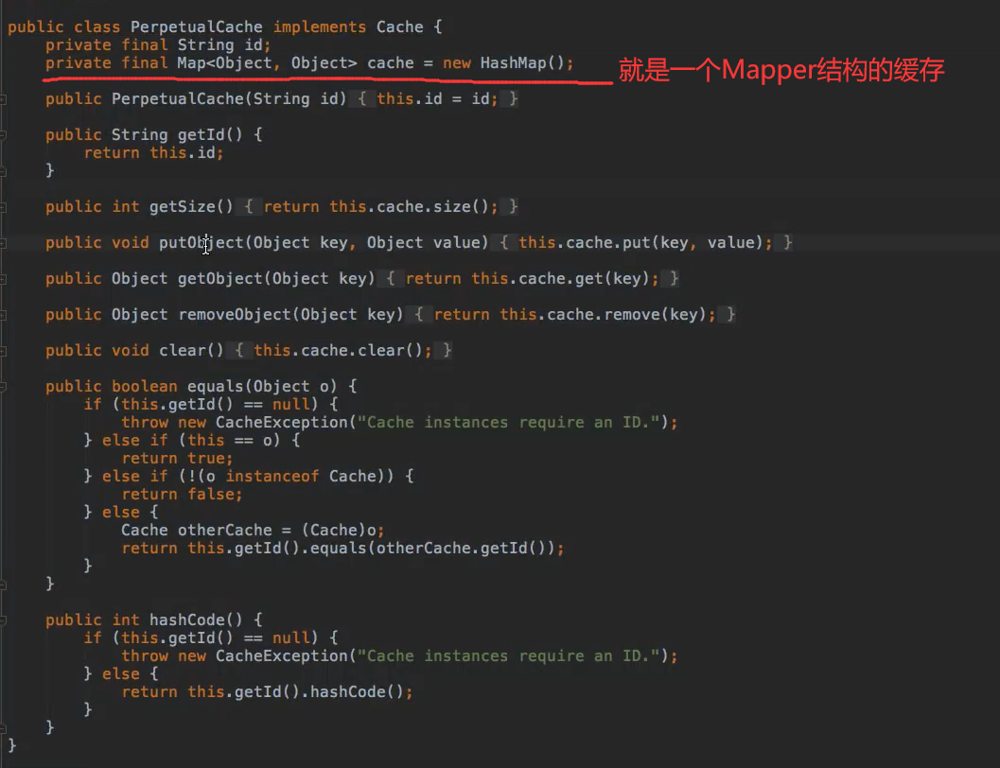 public class PerpetualCache implements Cache {
private final String id;
private final Map<Object, Object> cache = new HashMap();
就是一个Mapper结构的缓存
public PerpetualCache(String id) { this.id = id; }
public String getId() {
return this.id;
}
public int getSize() { return this.cache.size(); }
public void putObject(Object key, Object value) { this.cache.put(key, value); }
public Object getObject(Object key) { return this.cache.get(key); }
public Object removeObject(Object key) { return this.cache.remove(key); }
public void clear() { this.cache.clear(); }
public boolean equals(Object o) {
if (this.getId() == null) {
throw new CacheException("Cache instances require an ID.");
} else if (this == o) {
return true;
} else if (!(o instanceof Cache)) {
return false;
} else {
Cache otherCache = (Cache)o;
return this.getId().equals(otherCache.getId());
}
}
public int hashCode() {
if (this.getId() == null) {
throw new CacheException("Cache instances require an ID.");
} else {
return this.getId().hashCode();
}
}
}